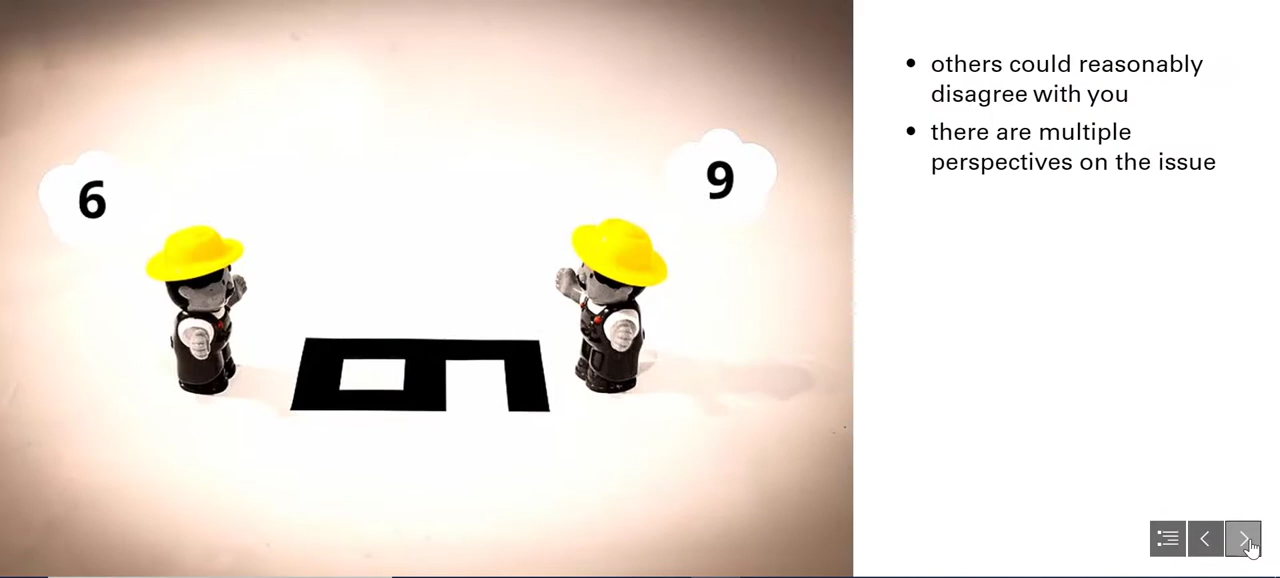 6
9
• others could reasonably
disagree with you
• there are multiple
perspectives on the issue